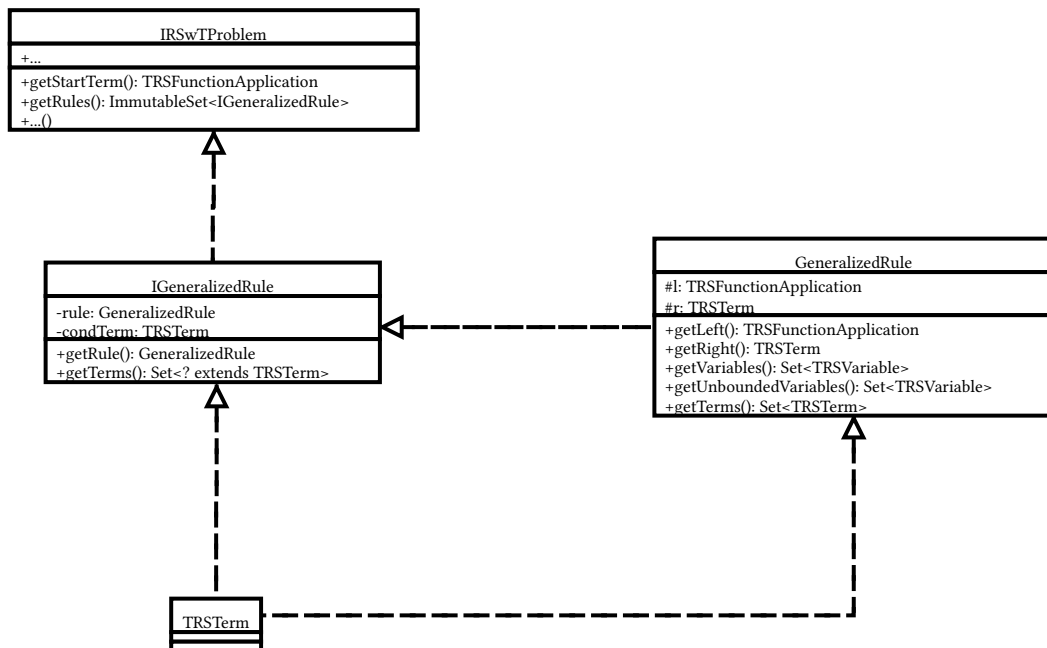 IRSwTProblem
+...
+getStartTerm(): TRSFunctionApplication
+getRules(): ImmutableSet<IGeneralizedRule>
+...()
IGeneralizedRule
-rule: GeneralizedRule
-condTerm: TRSTerm
+getRule(): GeneralizedRule
+getTerms(): Set<? extends TRSTerm>
GeneralizedRule
#l: TRSFunctionApplication
#r: TRSTerm
+getLeft(): TRSFunctionApplication
+getRight(): TRSTerm
+getVariables(): Set<TRSVariable>
+getUnboundedVariables(): Set<TRSVariable>
+getTerms(): Set<TRSTerm>
TRSTerm